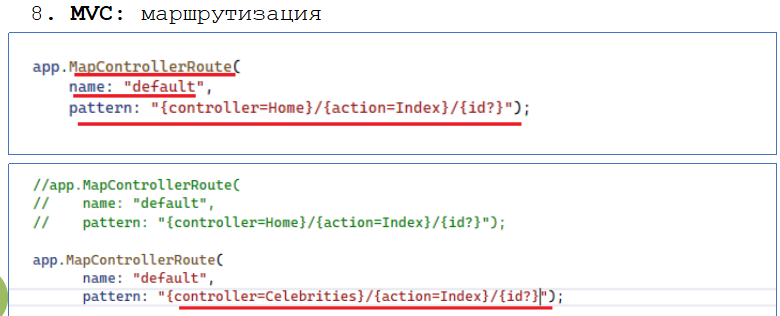 8. MVC: маршрутизация
app.MapControllerRoute(
name: "default",
pattern: "{controller=Home}/{action=Index}/{id?}");
//app.MapControllerRoute(
// name: "default",
// pattern: "{controller=Home}/{action=Index}/{id?}");
app.MapControllerRoute(
name: "default",
pattern: "{controller=Celebrities}/{action=Index}/{id?}");